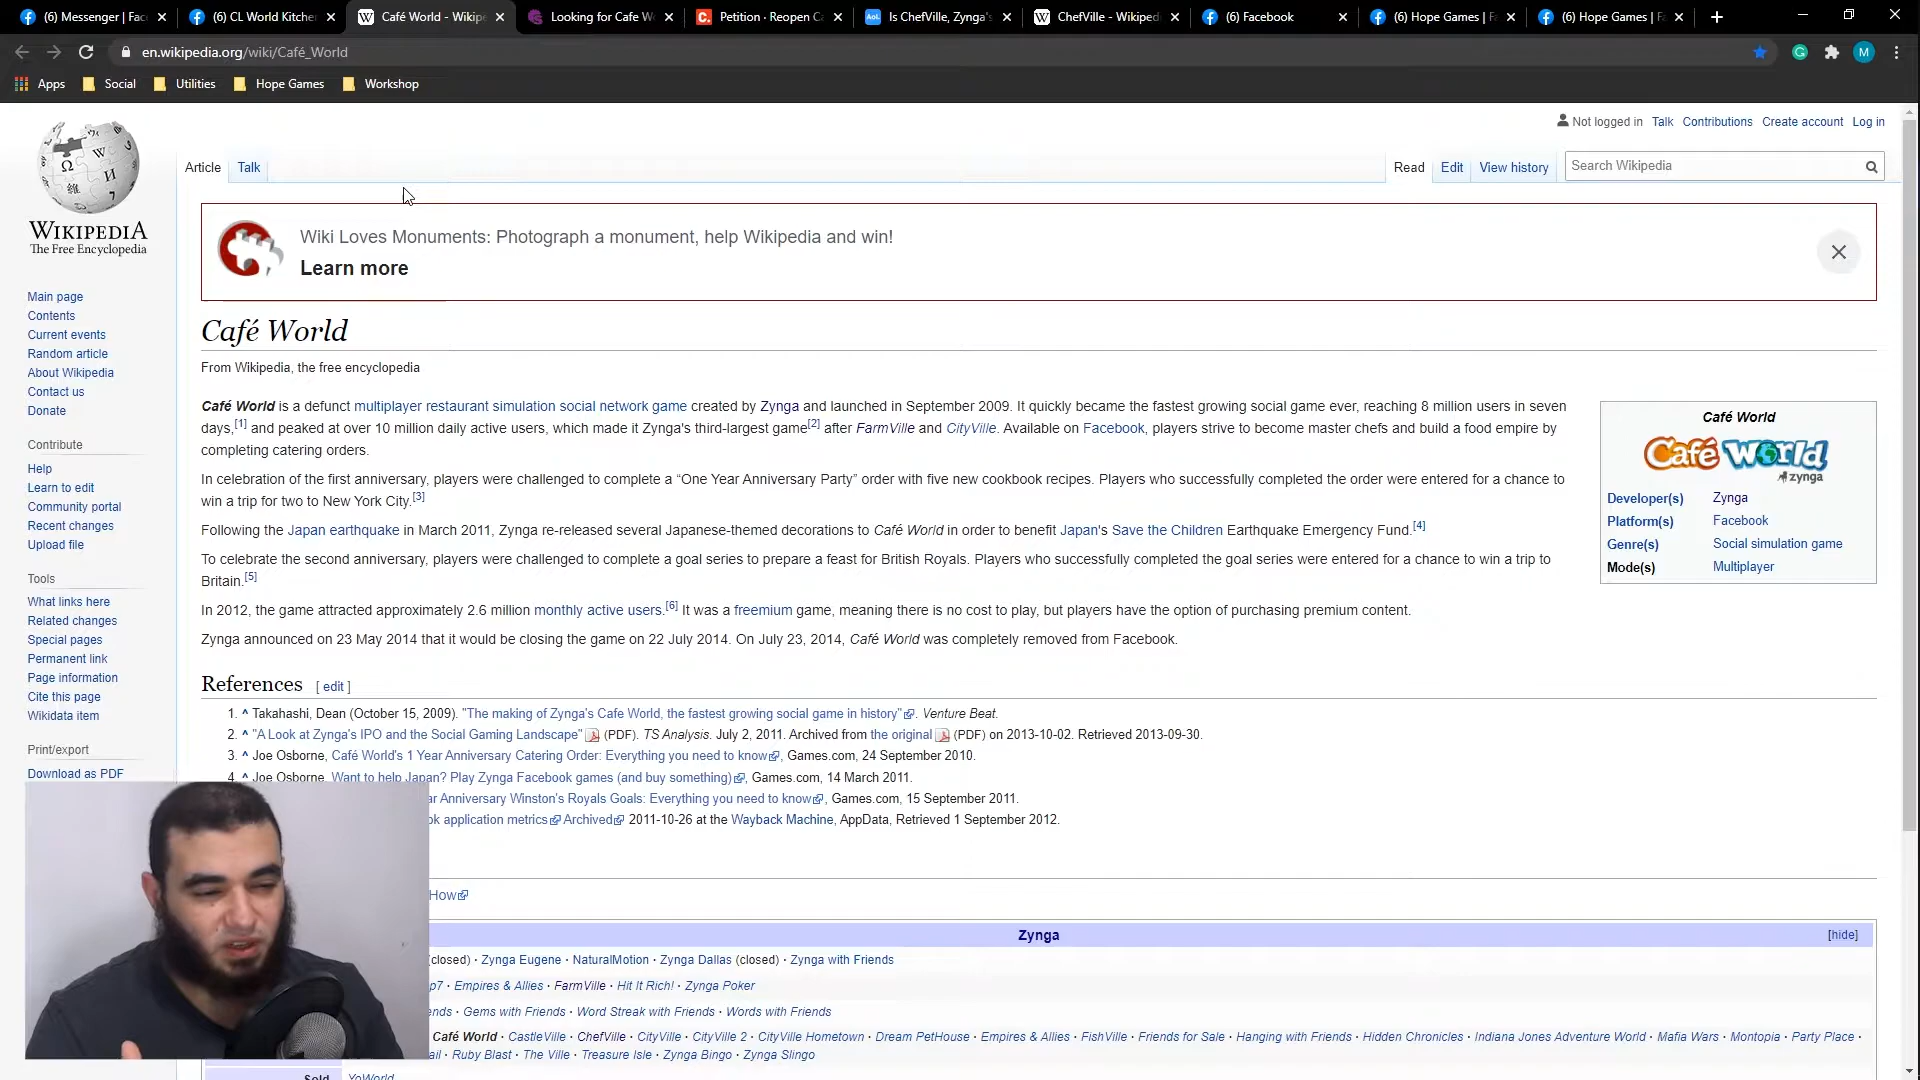 (6) Messenger | Fac
(6) CL World Kitche
Café World - Wikip
Looking for Cafe W
Petition · Reopen C
Is ChefVille, Zynga's
ChefVille - Wikiped
(6) Facebook
(6) Hope Games | F
(6) Hope Games | F
en.wikipedia.org/wiki/Café_World
M
Apps Social Utilities Hope Games Workshop
Not logged in Talk Contributions Create account Log in
Article Talk Read Edit View history Search Wikipedia
WIKIPEDIA
The Free Encyclopedia
Wiki Loves Monuments: Photograph a monument, help Wikipedia and win!
Learn more
Main page
Contents
Current events
Random article
About Wikipedia
Contact us
Donate
Contribute
Help
Learn to edit
Community portal
Recent changes
Upload file
Tools
What links here
Related changes
Special pages
Permanent link
Page information
Cite this page
Wikidata item
Print/export
Download as PDF
Café World
From Wikipedia, the free encyclopedia
Café World is a defunct multiplayer restaurant simulation social network game created by Zynga and launched in September 2009. It quickly became the fastest growing social game ever, reaching 8 million users in seven
days,[1] and peaked at over 10 million daily active users, which made it Zynga's third-largest game[2] after FarmVille and CityVille. Available on Facebook, players strive to become master chefs and build a food empire by
completing catering orders.
In celebration of the first anniversary, players were challenged to complete a “One Year Anniversary Party” order with five new cookbook recipes. Players who successfully completed the order were entered for a chance to
win a trip for two to New York City.[3]
Following the Japan earthquake in March 2011, Zynga re-released several Japanese-themed decorations to Café World in order to benefit Japan's Save the Children Earthquake Emergency Fund.[4]
To celebrate the second anniversary, players were challenged to complete a goal series to prepare a feast for British Royals. Players who successfully completed the goal series were entered for a chance to win a trip to
Britain.[5]
In 2012, the game attracted approximately 2.6 million monthly active users.[6] It was a freemium game, meaning there is no cost to play, but players have the option of purchasing premium content.
Zynga announced on 23 May 2014 that it would be closing the game on 22 July 2014. On July 23, 2014, Café World was completely removed from Facebook.
Café World
Café World
zynga
Developer(s) Zynga
Platform(s) Facebook
Genre(s) Social simulation game
Mode(s) Multiplayer
References [ edit ]
1. ^ Takahashi, Dean (October 15, 2009). "The making of Zynga's Cafe World, the fastest growing social game in history". Venture Beat.
2. ^ "A Look at Zynga's IPO and the Social Gaming Landscape" (PDF). TS Analysis. July 2, 2011. Archived from the original (PDF) on 2013-10-02. Retrieved 2013-09-30.
3. ^ Joe Osborne, Café World's 1 Year Anniversary Catering Order: Everything you need to know, Games.com, 24 September 2010.
4. ^ Joe Osborne, Want to help Japan? Play Zynga Facebook games (and buy something), Games.com, 14 March 2011.
ar Anniversary Winston's Royals Goals: Everything you need to know, Games.com, 15 September 2011.
ok application metrics Archived 2011-10-26 at the Wayback Machine, AppData, Retrieved 1 September 2012.
How
Zynga [hide]
(closed) · Zynga Eugene · NaturalMotion · Zynga Dallas (closed) · Zynga with Friends
p7 · Empires & Allies · FarmVille · Hit It Rich! · Zynga Poker
ends · Gems with Friends · Word Streak with Friends · Words with Friends
Café World · CastleVille · ChefVille · CityVille · CityVille 2 · CityVille Hometown · Dream PetHouse · Empires & Allies · FishVille · Friends for Sale · Hanging with Friends · Hidden Chronicles · Indiana Jones Adventure World · Mafia Wars · Montopia · Party Place ·
ail · Ruby Blast · The Ville · Treasure Isle · Zynga Bingo · Zynga Slingo
Sold YoWorld